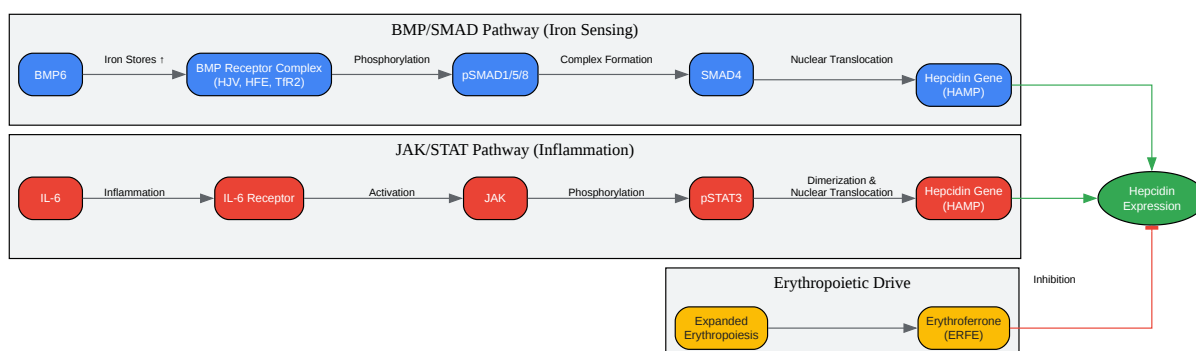 BMP/SMAD Pathway (Iron Sensing)
BMP6
Iron Stores ↑
BMP Receptor Complex
(HJV, HFE, TfR2)
Phosphorylation
pSMAD1/5/8
Complex Formation
SMAD4
Nuclear Translocation
Hepcidin Gene
(HAMP)
JAK/STAT Pathway (Inflammation)
IL-6
Inflammation
IL-6 Receptor
Activation
JAK
Phosphorylation
pSTAT3
Dimerization &
Nuclear Translocation
Hepcidin Gene
(HAMP)
Hepcidin
Expression
Erythropoietic Drive
Expanded
Erythropoiesis
Erythroferrone
(ERFE)
Inhibition